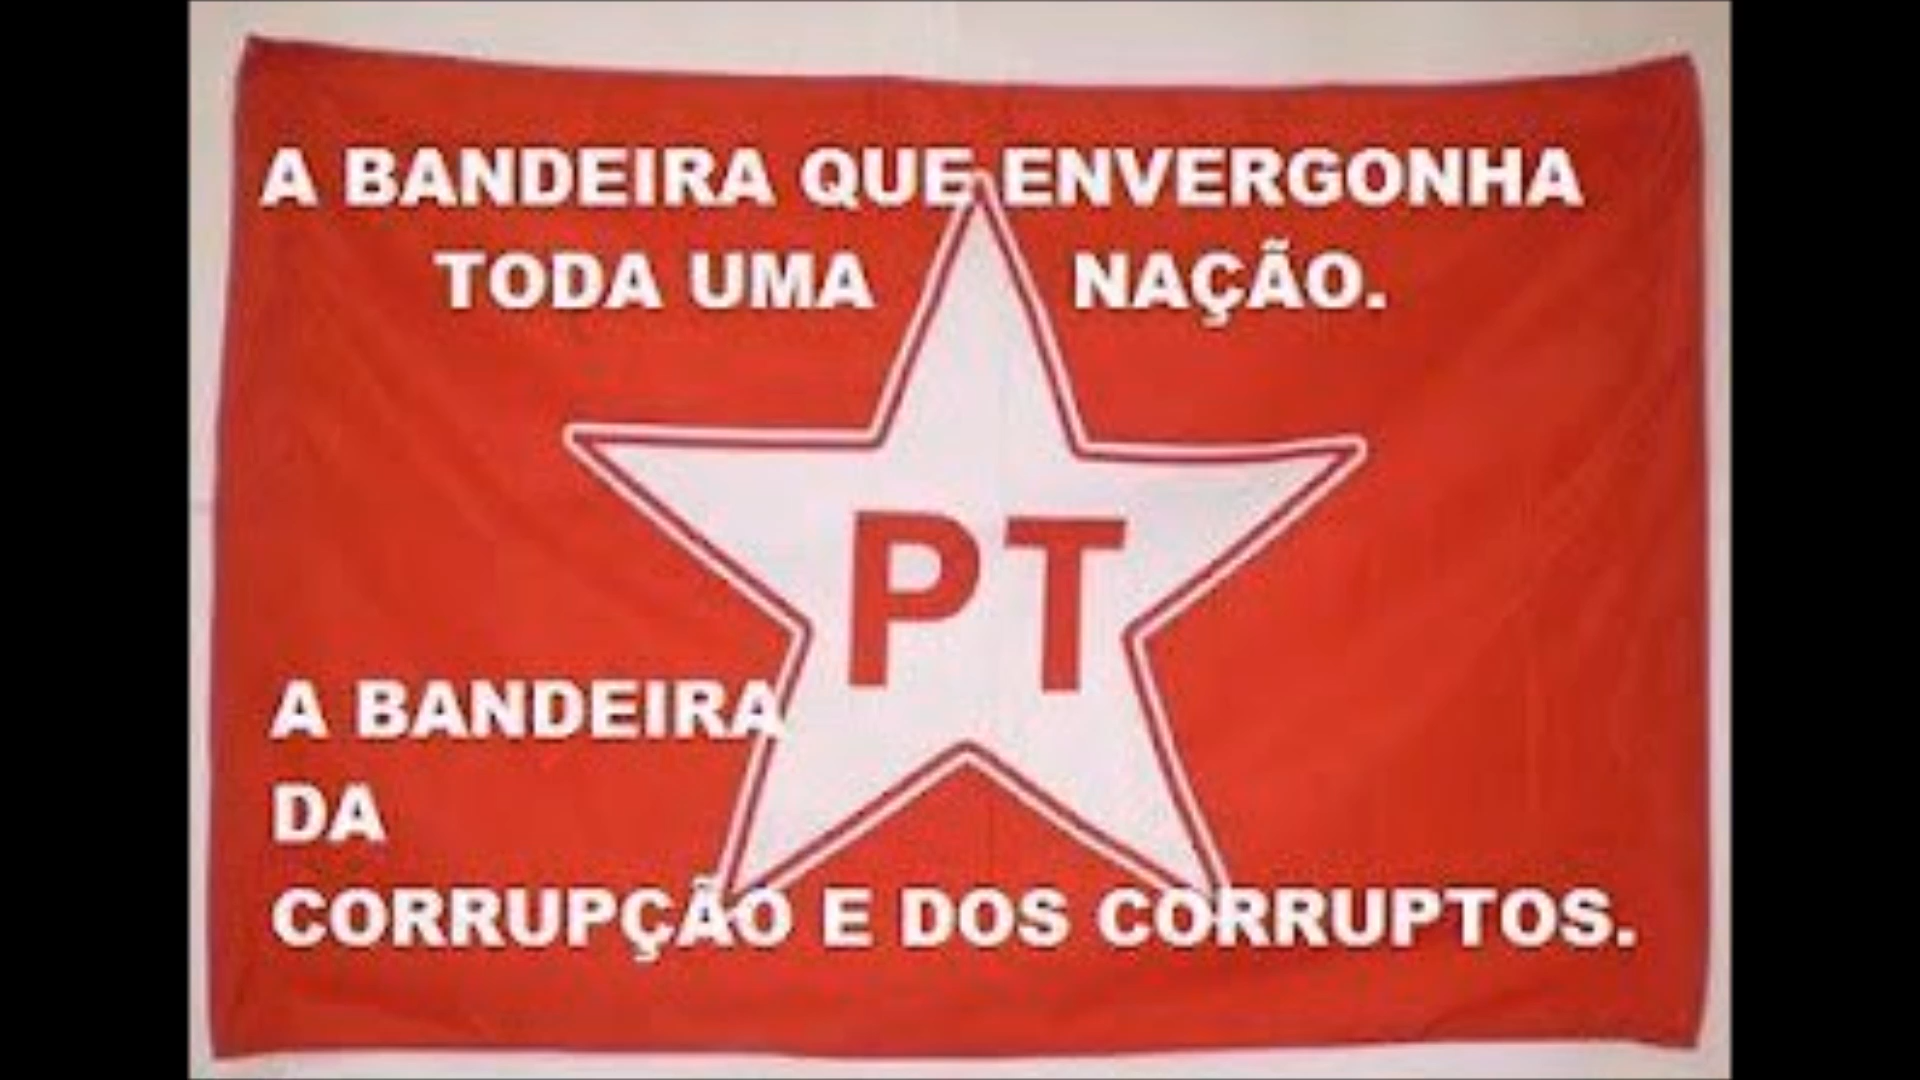 A BANDEIRA QUE ENVERGONHA
TODA UMA NAÇÃO.
PT
A BANDEIRA
DA
CORRUPÇÃO E DOS CORRUPTOS.